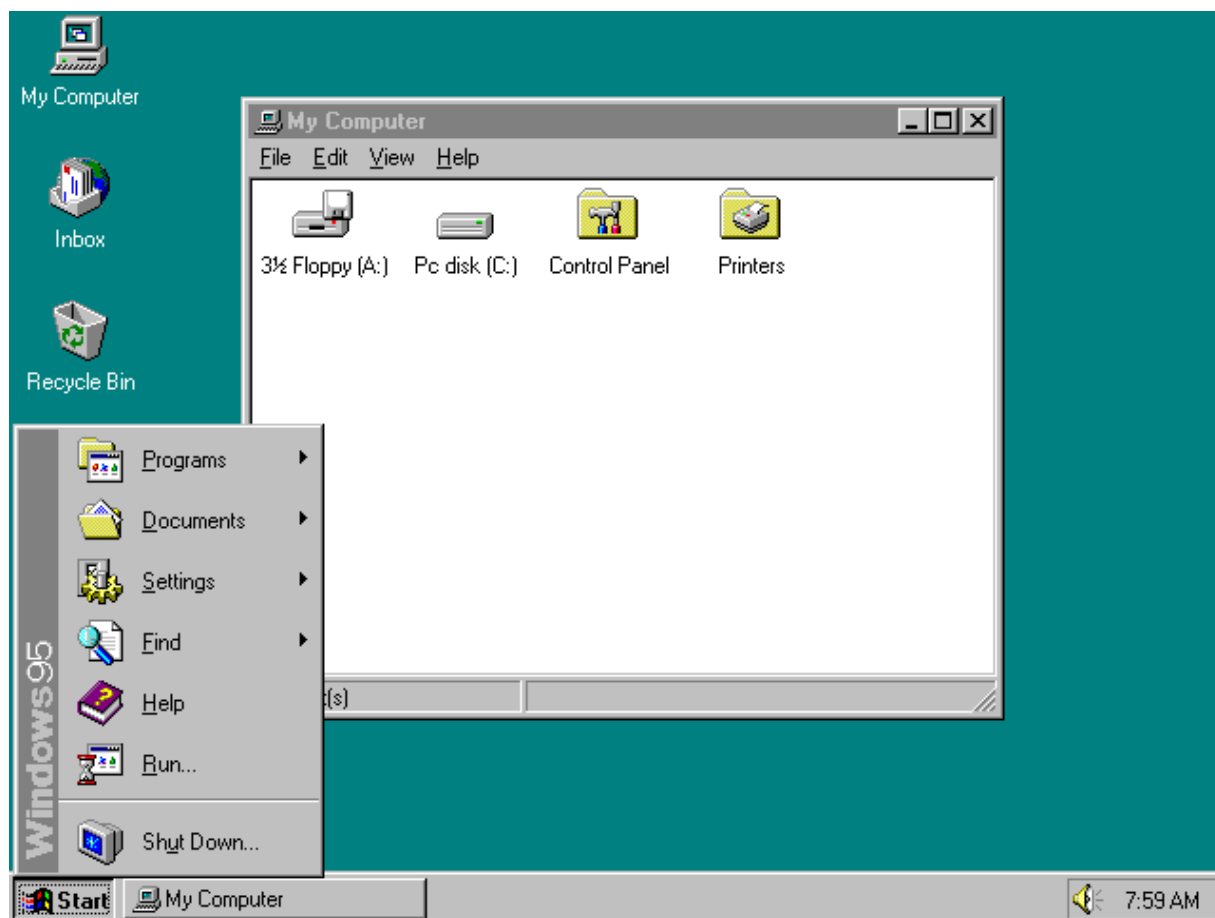 My Computer
Inbox
Recycle Bin
My Computer
File Edit View Help
3½ Floppy (A:) Pc disk (C:) Control Panel Printers
(s)
Programs
Documents
Settings
Find
Help
Run...
Shut Down...
Windows95
Start My Computer 7:59 AM